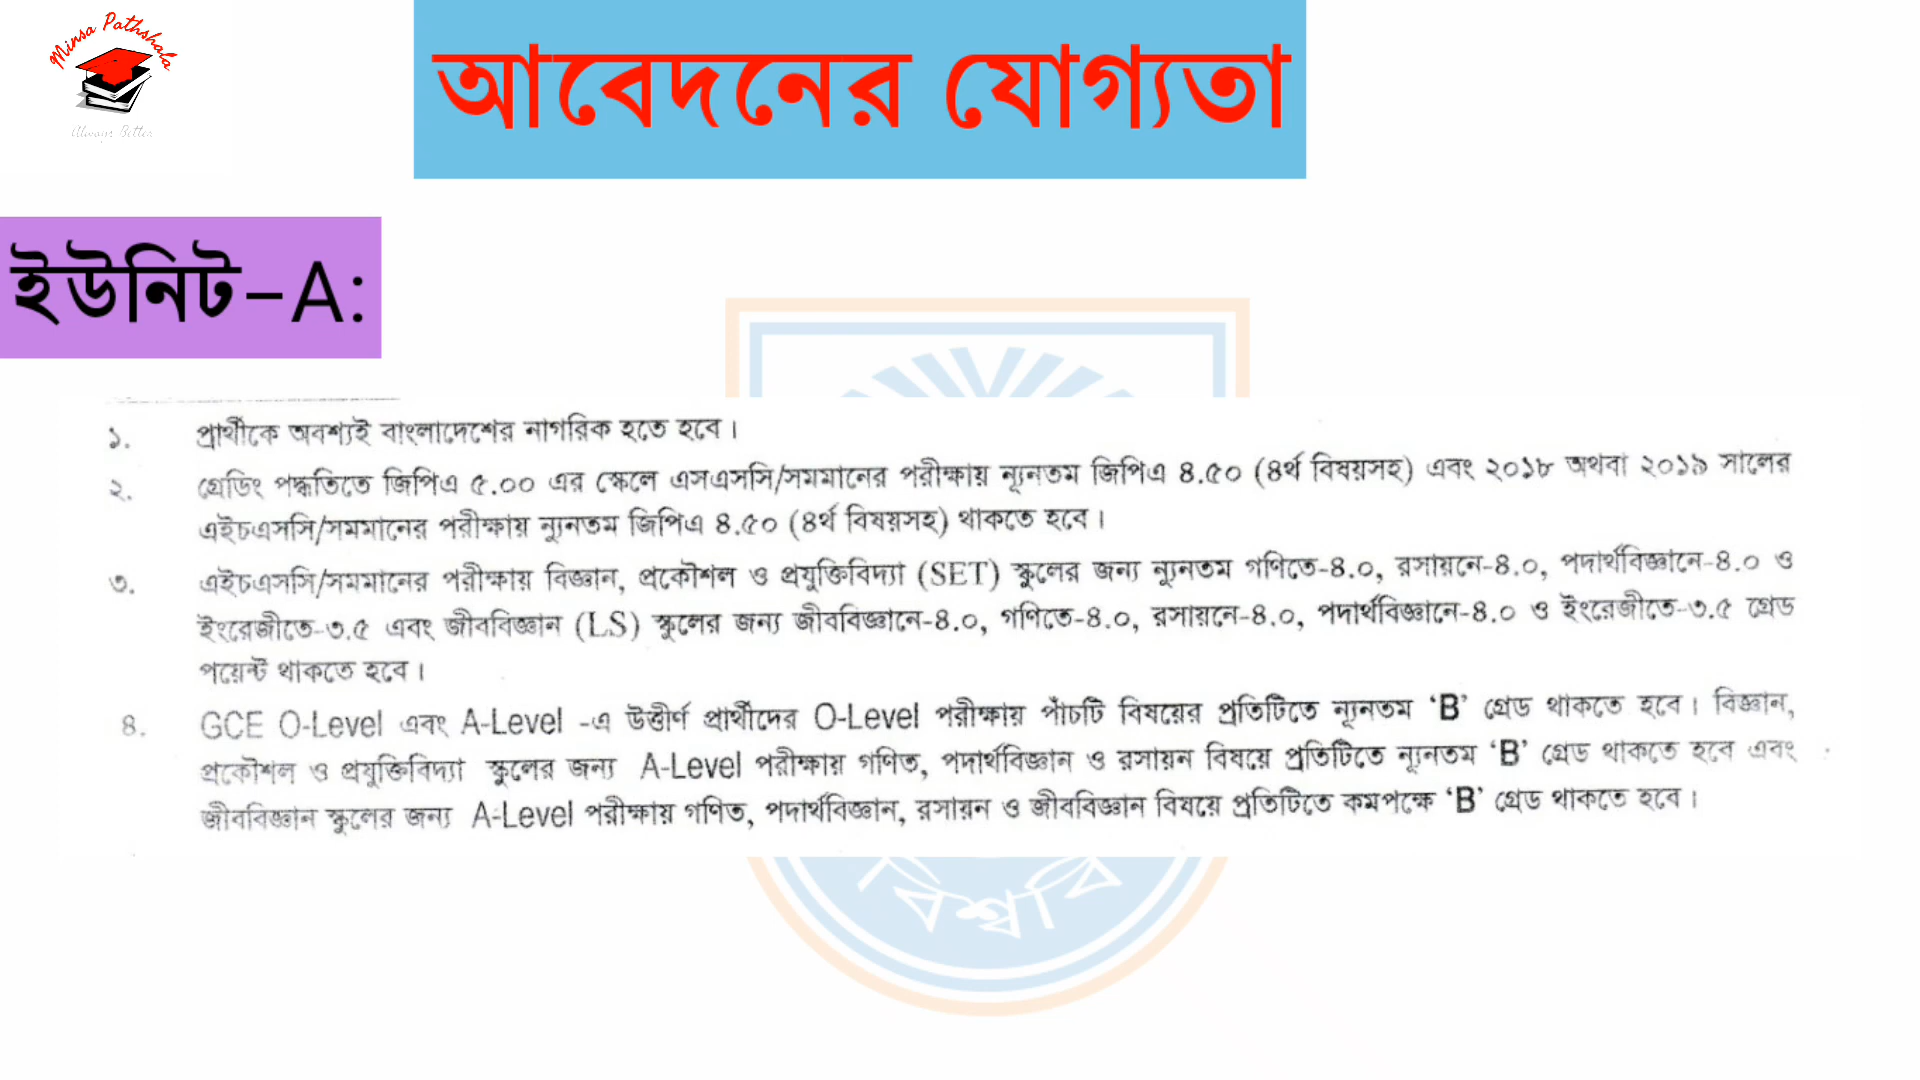 Minsa Pathshala
Always Better
আবেদনের যোগ্যতা
ইউনিট-A:
১. প্রার্থীকে অবশ্যই বাংলাদেশের নাগরিক হতে হবে।
২. গ্রেডিং পদ্ধতিতে জিপিএ ৫.০০ এর স্কেলে এসএসসি/সমমানের পরীক্ষায় ন্যূনতম জিপিএ ৪.৫০ (৪র্থ বিষয়সহ) এবং ২০১৮ অথবা ২০১৯ সালের
এইচএসসি/সমমানের পরীক্ষায় ন্যুনতম জিপিএ ৪.৫০ (৪র্থ বিষয়সহ) থাকতে হবে।
৩. এইচএসসি/সমমানের পরীক্ষায় বিজ্ঞান, প্রকৌশল ও প্রযুক্তিবিদ্যা (SET) স্কুলের জন্য ন্যুনতম গণিতে-৪.০, রসায়নে-৪.০, পদার্থবিজ্ঞানে-৪.০ ও
ইংরেজীতে-৩.৫ এবং জীববিজ্ঞান (LS) স্কুলের জন্য জীববিজ্ঞানে-৪.০, গণিতে-৪.০, রসায়নে-৪.০, পদার্থবিজ্ঞানে-৪.০ ও ইংরেজীতে-৩.৫ গ্রেড
পয়েন্ট থাকতে হবে।
৪. GCE O-Level এবং A-Level -এ উত্তীর্ণ প্রার্থীদের O-Level পরীক্ষায় পাঁচটি বিষয়ের প্রতিটিতে ন্যূনতম ‘B’ গ্রেড থাকতে হবে। বিজ্ঞান,
প্রকৌশল ও প্রযুক্তিবিদ্যা স্কুলের জন্য A-Level পরীক্ষায় গণিত, পদার্থবিজ্ঞান ও রসায়ন বিষয়ে প্রতিটিতে ন্যূনতম ‘B’ গ্রেড থাকতে হবে এবং
জীববিজ্ঞান স্কুলের জন্য A-Level পরীক্ষায় গণিত, পদার্থবিজ্ঞান, রসায়ন ও জীববিজ্ঞান বিষয়ে প্রতিটিতে কমপক্ষে ‘B’ গ্রেড থাকতে হবে।
বিশ্ববি